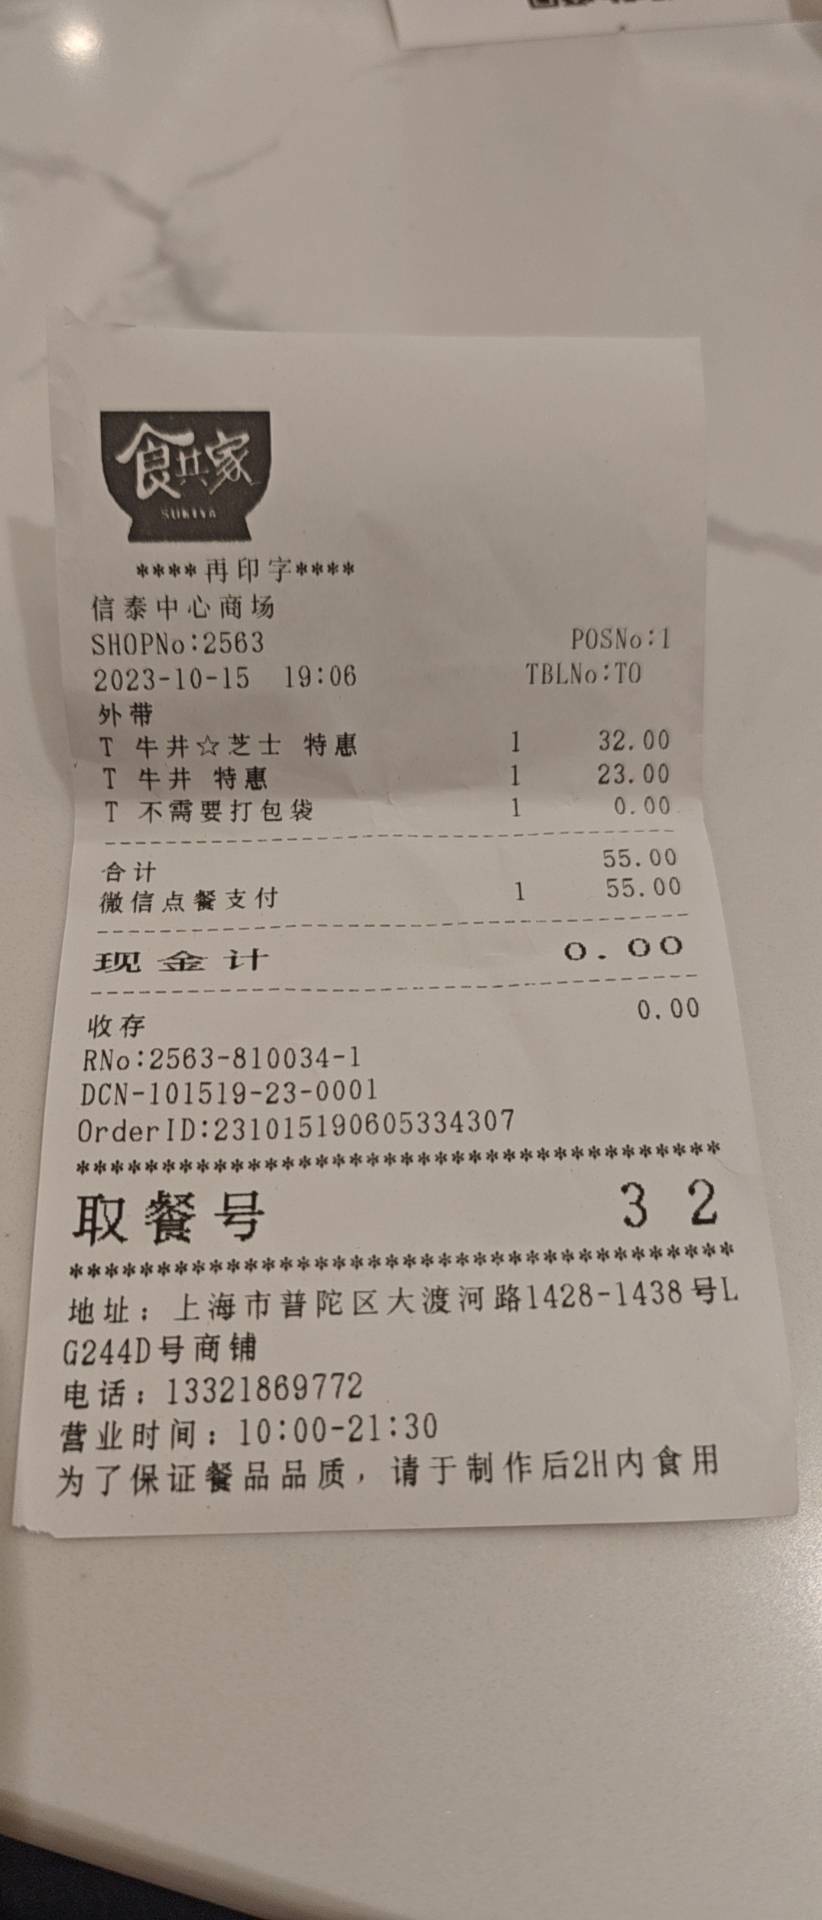 食其家
SUKIYA
****再印字****
信泰中心商场
SHOPNo:2563 POSNo:1
2023-10-15 19:06 TBLNo:TO
外带
T 牛井☆芝士 特惠 1 32.00
T 牛井 特惠 1 23.00
T 不需要打包袋 1 0.00
合计 55.00
微信点餐支付 1 55.00
现金计 0.00
收存 0.00
RNo:2563-810034-1
DCN-101519-23-0001
OrderID:231015190605334307
**************************************
取餐号 32
**************************************
地址：上海市普陀区大渡河路1428-1438号L
G244D号商铺
电话：13321869772
营业时间：10:00-21:30
为了保证餐品品质，请于制作后2H内食用